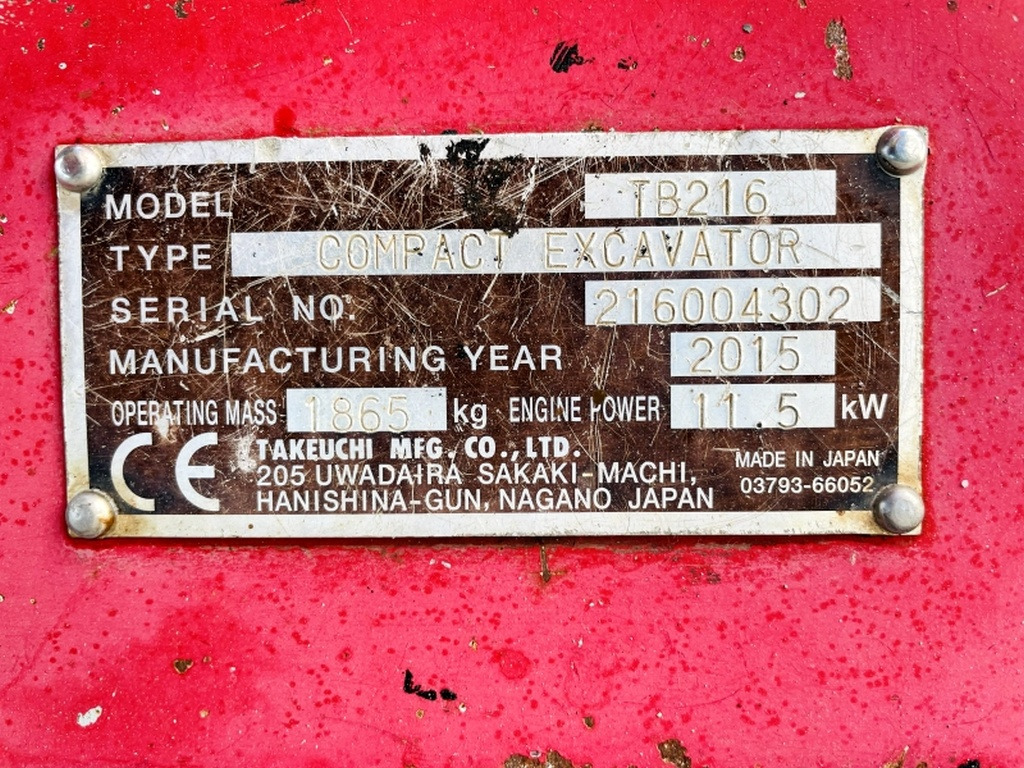 MODEL TB216
TYPE COMPACT EXCAVATOR
SERIAL NO. 216004302
MANUFACTURING YEAR 2015
OPERATING MASS 1865 kg ENGINE POWER 11.5 kW
CE TAKEUCHI MFG. CO., LTD.
205 UWADAIRA SAKAKI-MACHI, MADE IN JAPAN
HANISHINA-GUN, NAGANO JAPAN 03793-66052